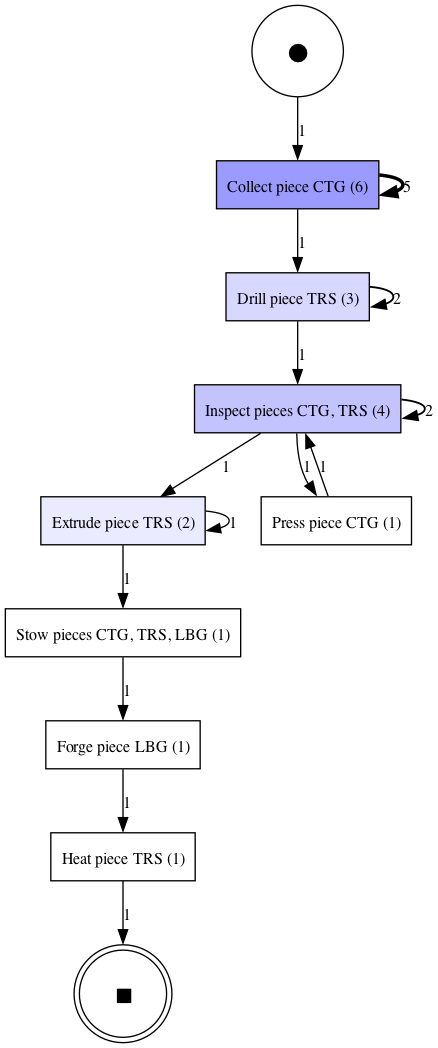 1
Collect piece CTG (6)
5
1
Drill piece TRS (3)
2
1
Inspect pieces CTG, TRS (4)
2
1
1
1
Extrude piece TRS (2)
1
Press piece CTG (1)
1
Stow pieces CTG, TRS, LBG (1)
1
Forge piece LBG (1)
1
Heat piece TRS (1)
1